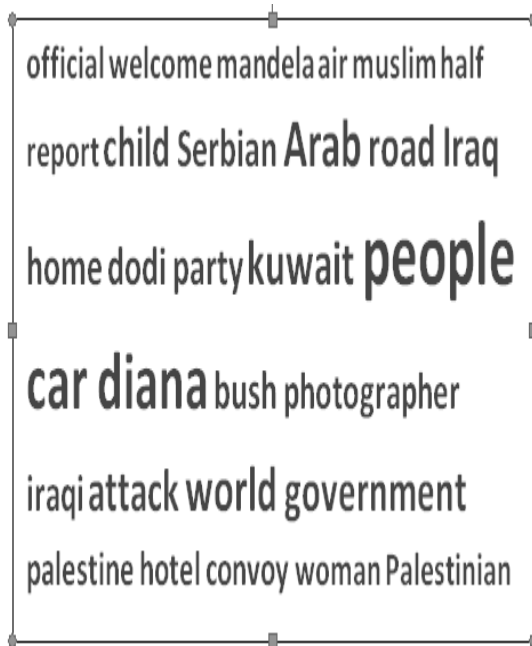 official welcome mandela air muslim half
report child Serbian Arab road Iraq
home dodi party kuwait people
car diana bush photographer
iraqi attack world government
palestine hotel convoy woman Palestinian